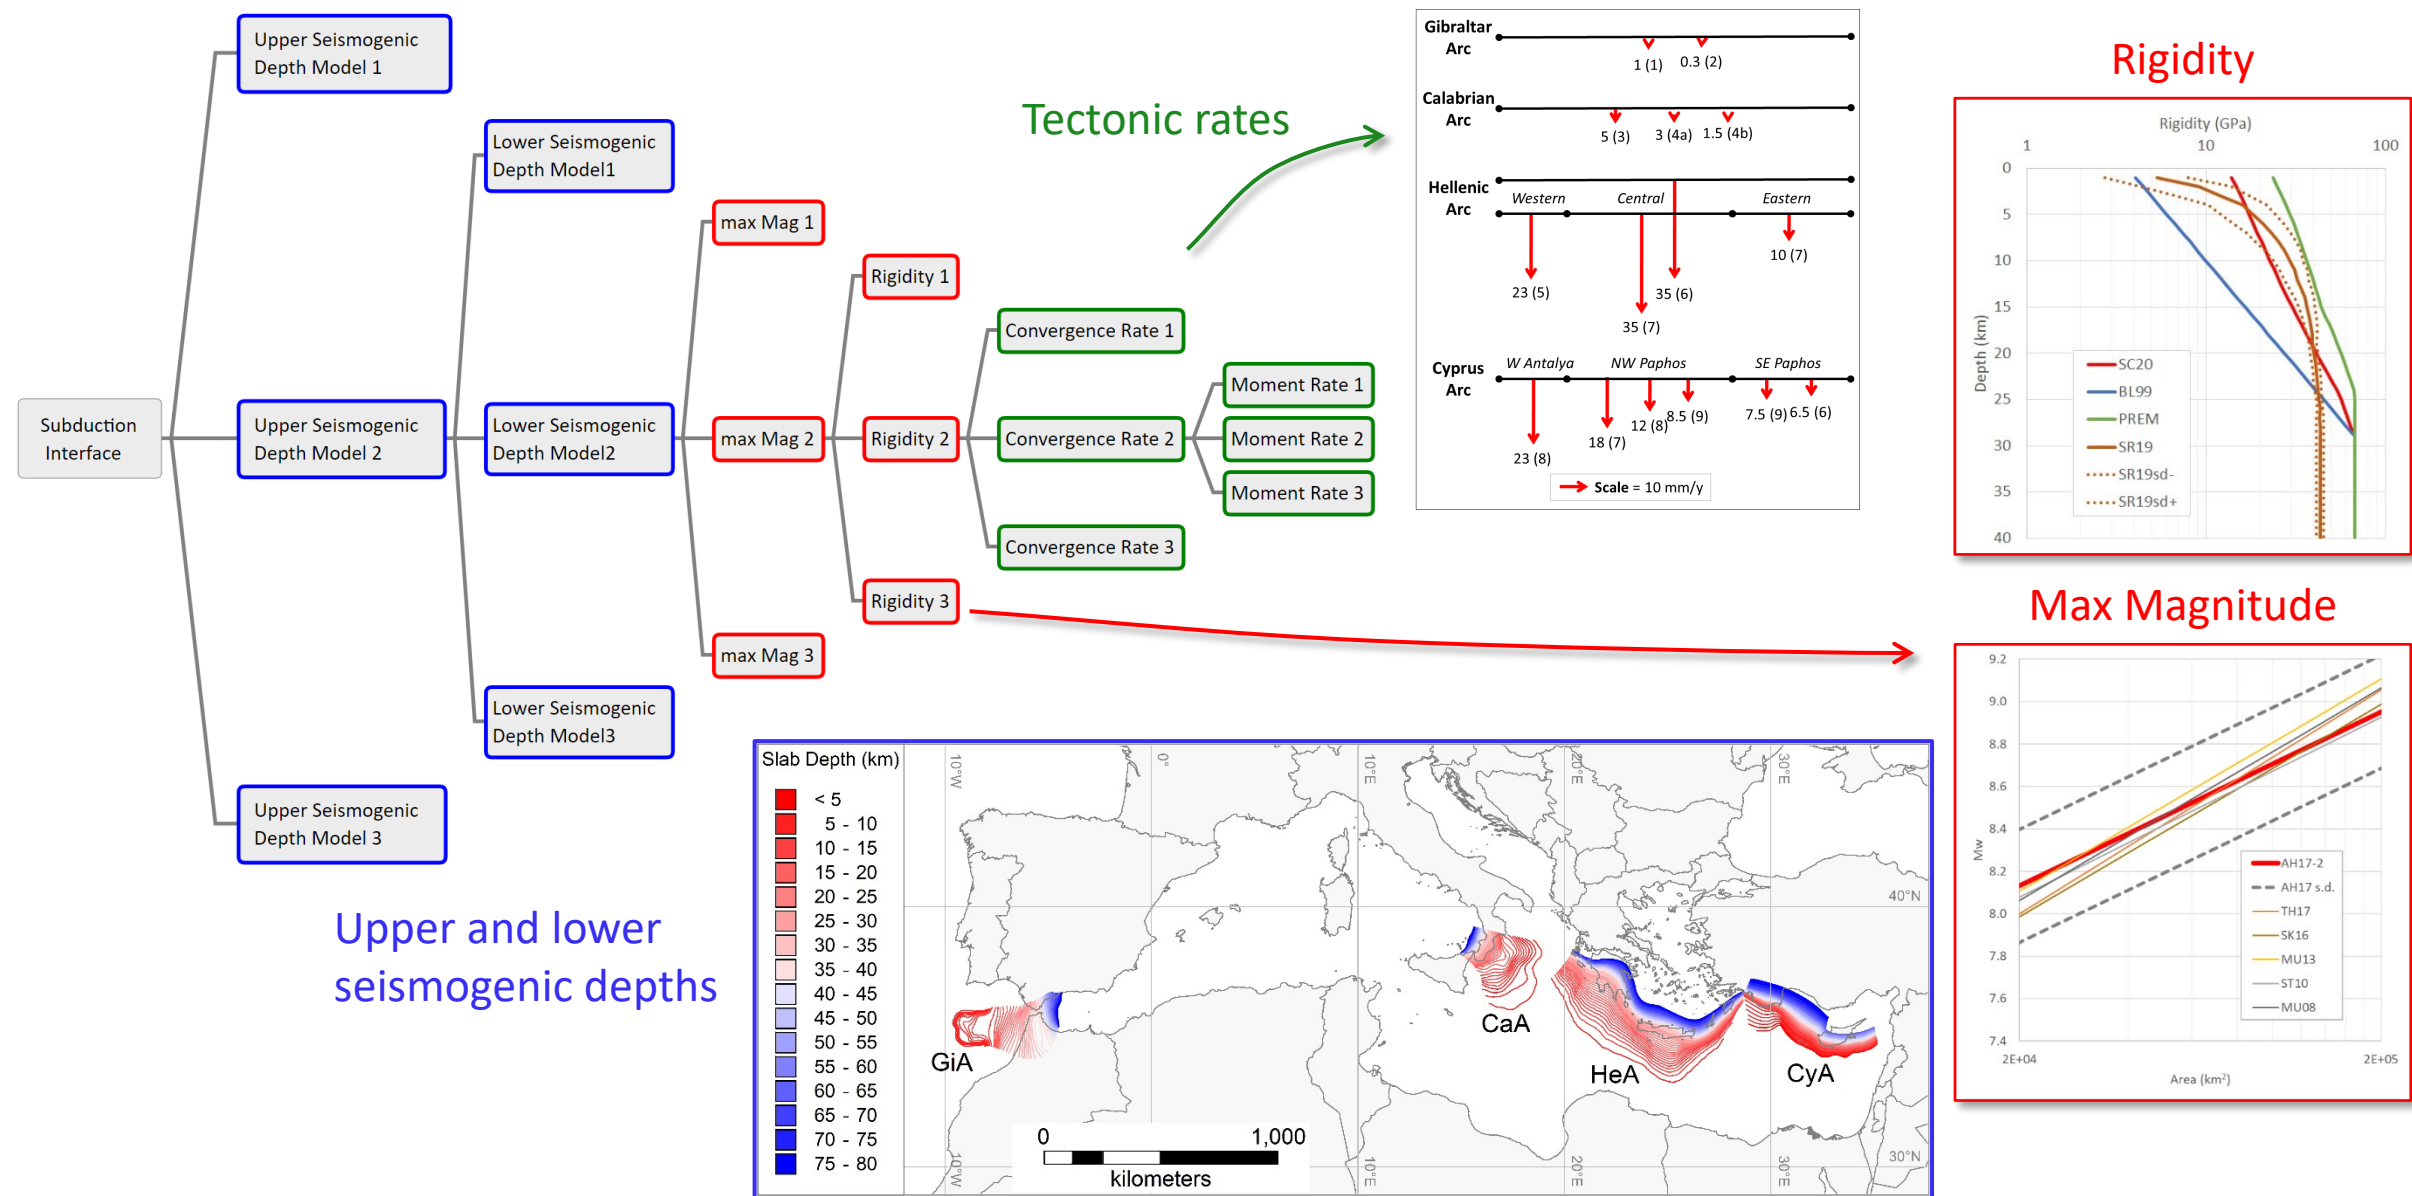 Upper Seismogenic
Depth Model 1
Lower Seismogenic
Depth Model1
max Mag 1
Rigidity 1
Convergence Rate 1
Moment Rate 1
Subduction
Interface
Upper Seismogenic
Depth Model 2
Lower Seismogenic
Depth Model2
max Mag 2
Rigidity 2
Convergence Rate 2
Moment Rate 2
Moment Rate 3
Convergence Rate 3
Rigidity 3
max Mag 3
Lower Seismogenic
Depth Model3
Upper Seismogenic
Depth Model 3
Tectonic rates
Gibraltar
Arc
1 (1) 0.3 (2)
Calabrian
Arc
5 (3) 3 (4a) 1.5 (4b)
Hellenic
Arc
Western Central Eastern
10 (7)
23 (5) 35 (6)
35 (7)
Cyprus
Arc
W Antalya NW Paphos SE Paphos
18 (7) 12 (8) 8.5 (9) 7.5 (9) 6.5 (6)
23 (8)
Scale = 10 mm/y
Rigidity
Rigidity (GPa)
1 10 100
Depth (km)
0
5
10
15
20
25
30
35
40
SC20
BL99
PREM
SR19
SR19sd-
SR19sd+
Max Magnitude
Mw
9.2
9.0
8.8
8.6
8.4
8.2
8.0
7.8
7.6
7.4
AH17-2
AH17 s.d.
TH17
SK16
MU13
ST10
MU08
2E+04 2E+05
Area (km²)
Upper and lower
seismogenic depths
Slab Depth (km)
< 5
5 - 10
10 - 15
15 - 20
20 - 25
25 - 30
30 - 35
35 - 40
40 - 45
45 - 50
50 - 55
55 - 60
60 - 65
65 - 70
70 - 75
75 - 80
10°W 0° 10°E 20°E 30°E
40°N
GiA
CaA
HeA
CyA
0 1,000
kilometers
30°N
10°W 10°E 20°E 30°E